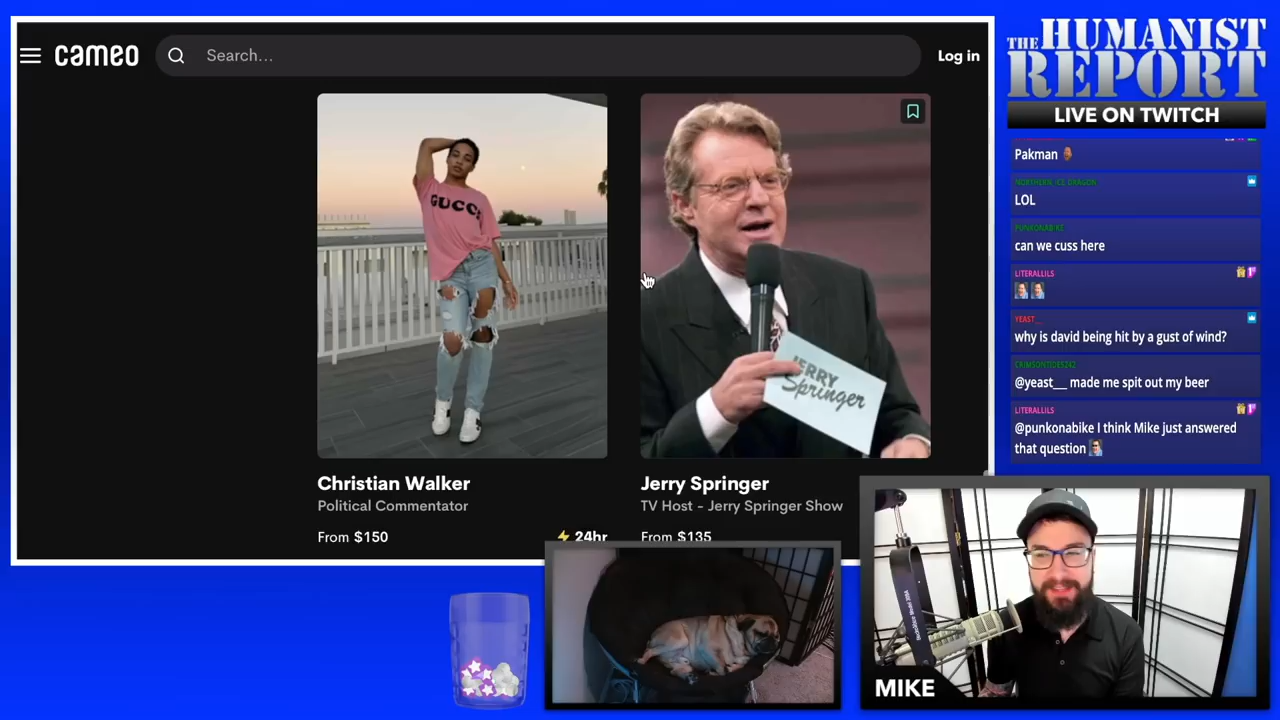 cameo
Search...
Log in
GUCCI
JERRY
Springer
Christian Walker
Political Commentator
From $150
24hr
Jerry Springer
TV Host - Jerry Springer Show
From $135
THE HUMANIST
REPORT
LIVE ON TWITCH
Pakman
NORTHERN_ICE_DRAGON
LOL
PUNKONABIKE
can we cuss here
LITERALLILS
YEAST__
why is david being hit by a gust of wind?
@yeast__ made me spit out my beer
LITERALLILS
@punkonabike I think Mike just answered
that question
MIKE